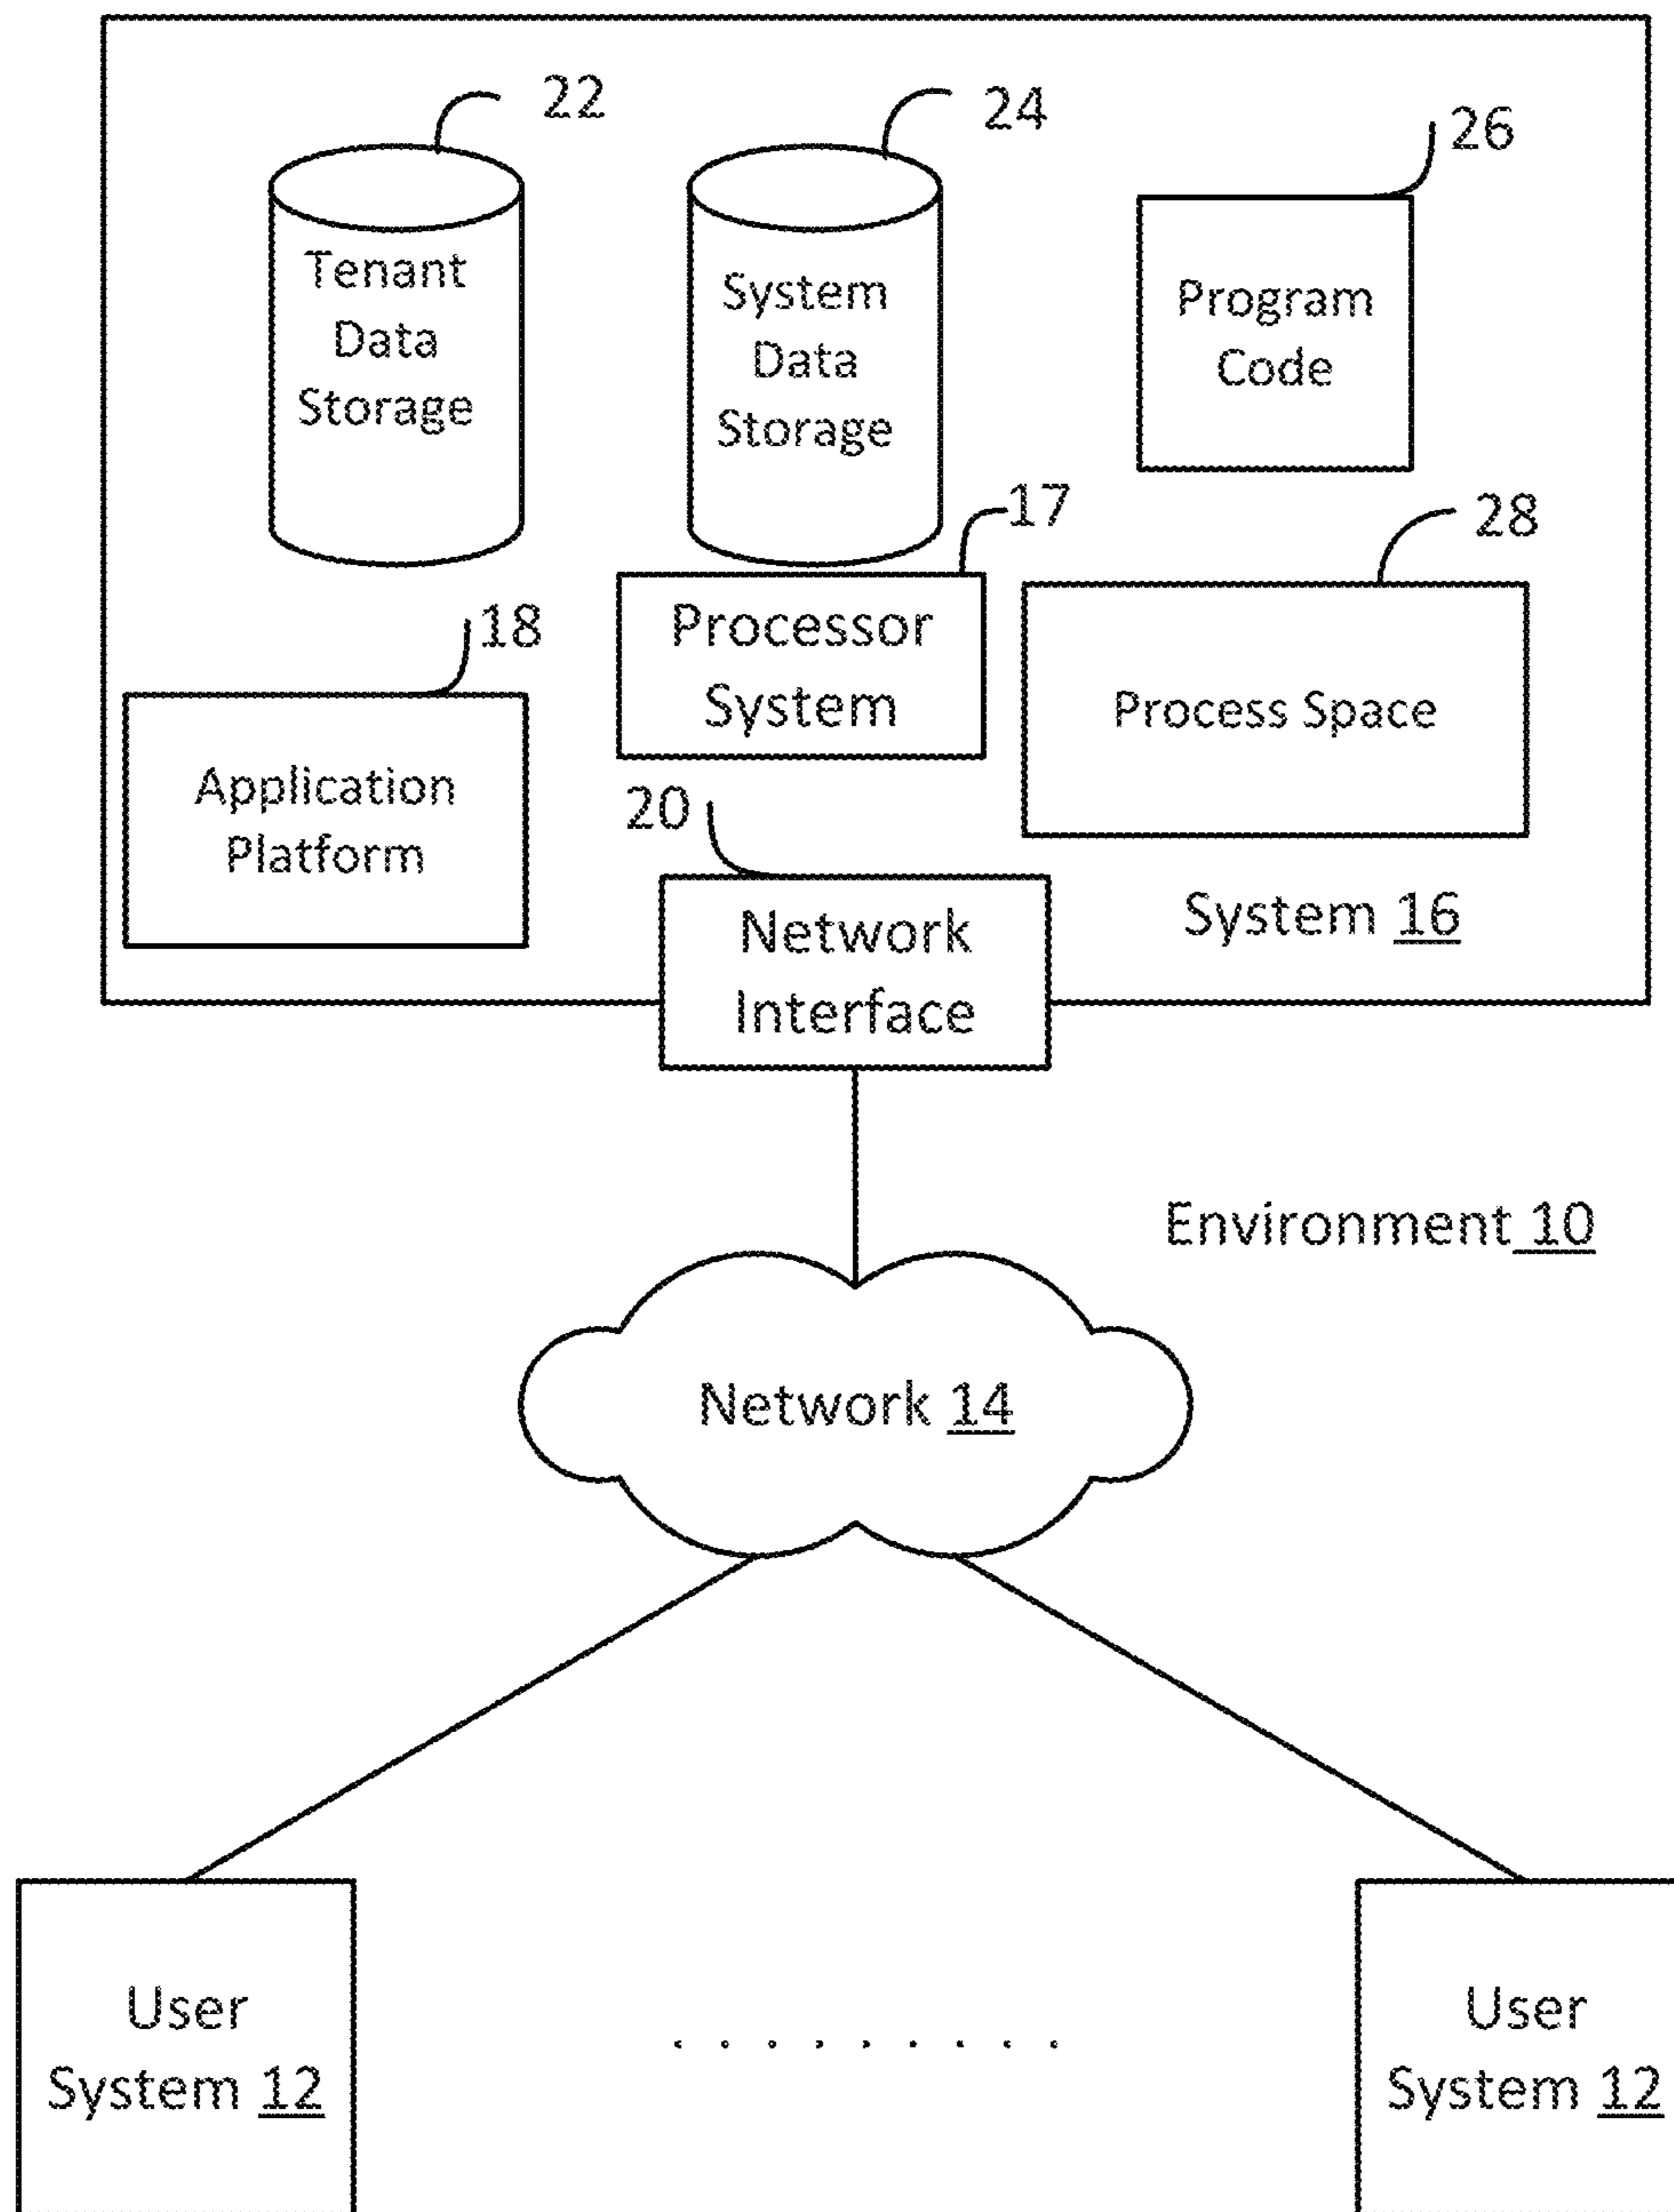 22
24
26
Tenant
Data
Storage
System
Data
Storage
Program
Code
17
28
18
Processor
System
Process Space
Application
Platform
20
Network
Interface
System 16
Environment 10
Network 14
User
System 12
User
System 12